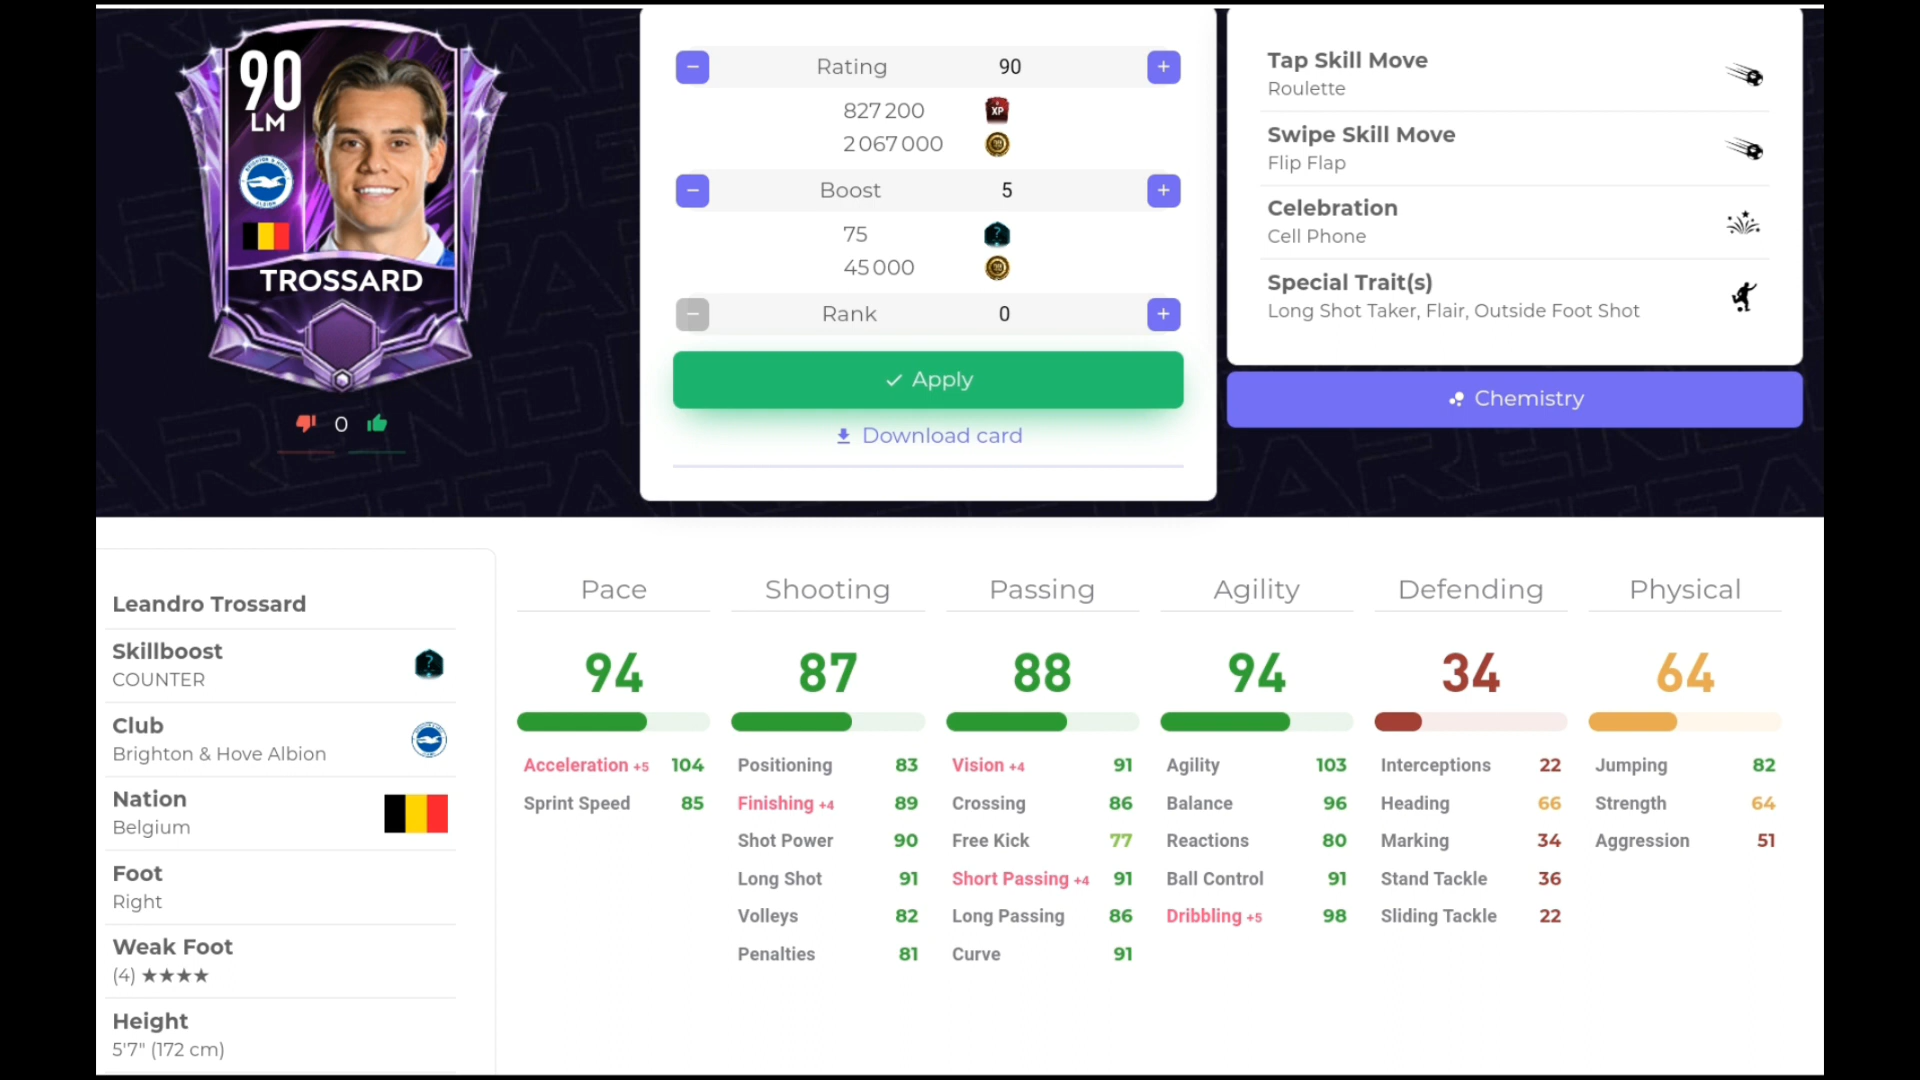 90
LM
TROSSARD
0
Rating 90
827 200
XP
2 067 000
Boost 5
75
45 000
Rank 0
Apply
Download card
Tap Skill Move
Roulette
Swipe Skill Move
Flip Flap
Celebration
Cell Phone
Special Trait(s)
Long Shot Taker, Flair, Outside Foot Shot
Chemistry
Leandro Trossard
Skillboost
COUNTER
Club
Brighton & Hove Albion
Nation
Belgium
Foot
Right
Weak Foot
(4) ★★★★
Height
5'7" (172 cm)
Pace
94
Acceleration +5 104
Sprint Speed 85
Shooting
87
Positioning 83
Finishing +4 89
Shot Power 90
Long Shot 91
Volleys 82
Penalties 81
Passing
88
Vision +4 91
Crossing 86
Free Kick 77
Short Passing +4 91
Long Passing 86
Curve 91
Agility
94
Agility 103
Balance 96
Reactions 80
Ball Control 91
Dribbling +5 98
Defending
34
Interceptions 22
Heading 66
Marking 34
Stand Tackle 36
Sliding Tackle 22
Physical
64
Jumping 82
Strength 64
Aggression 51